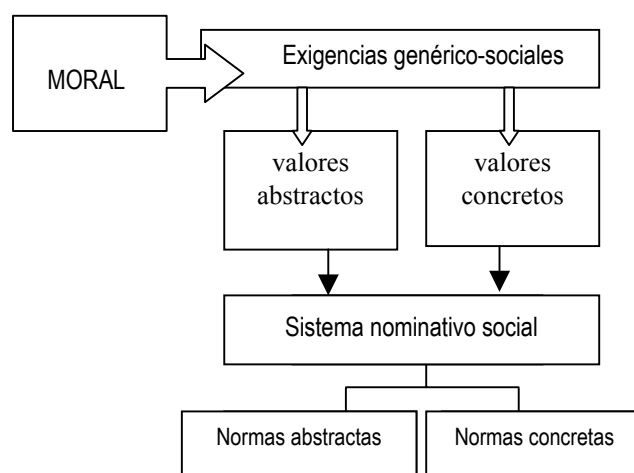 Exigencias genérico-sociales
MORAL
valores
abstractos
valores
concretos
Sistema nominativo social
Normas abstractas
Normas concretas